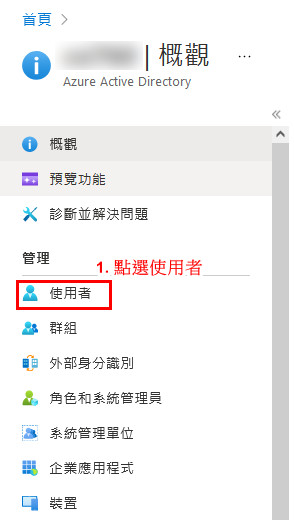 首頁 >
| 概觀 ...
Azure Active Directory
«
概觀
預覽功能
診斷並解決問題
管理
1. 點選使用者
使用者
群組
外部身分識別
角色和系統管理員
系統管理單位
企業應用程式
裝置